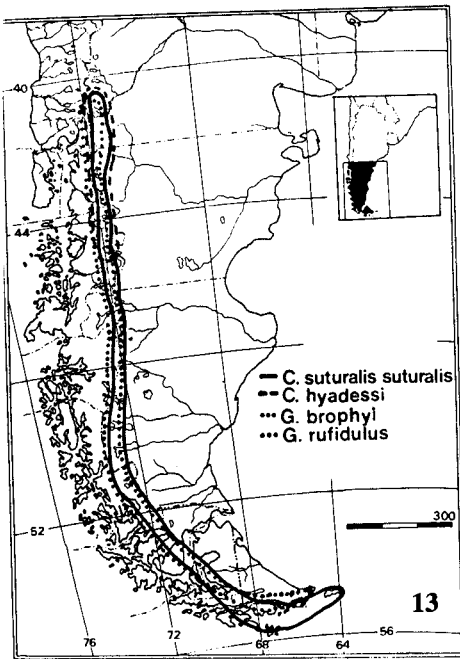 40
44
C. suturalis suturalis
C. hyadessi
G. brophyi
G. rufidulus
52
300
13
76
72
68
64
56